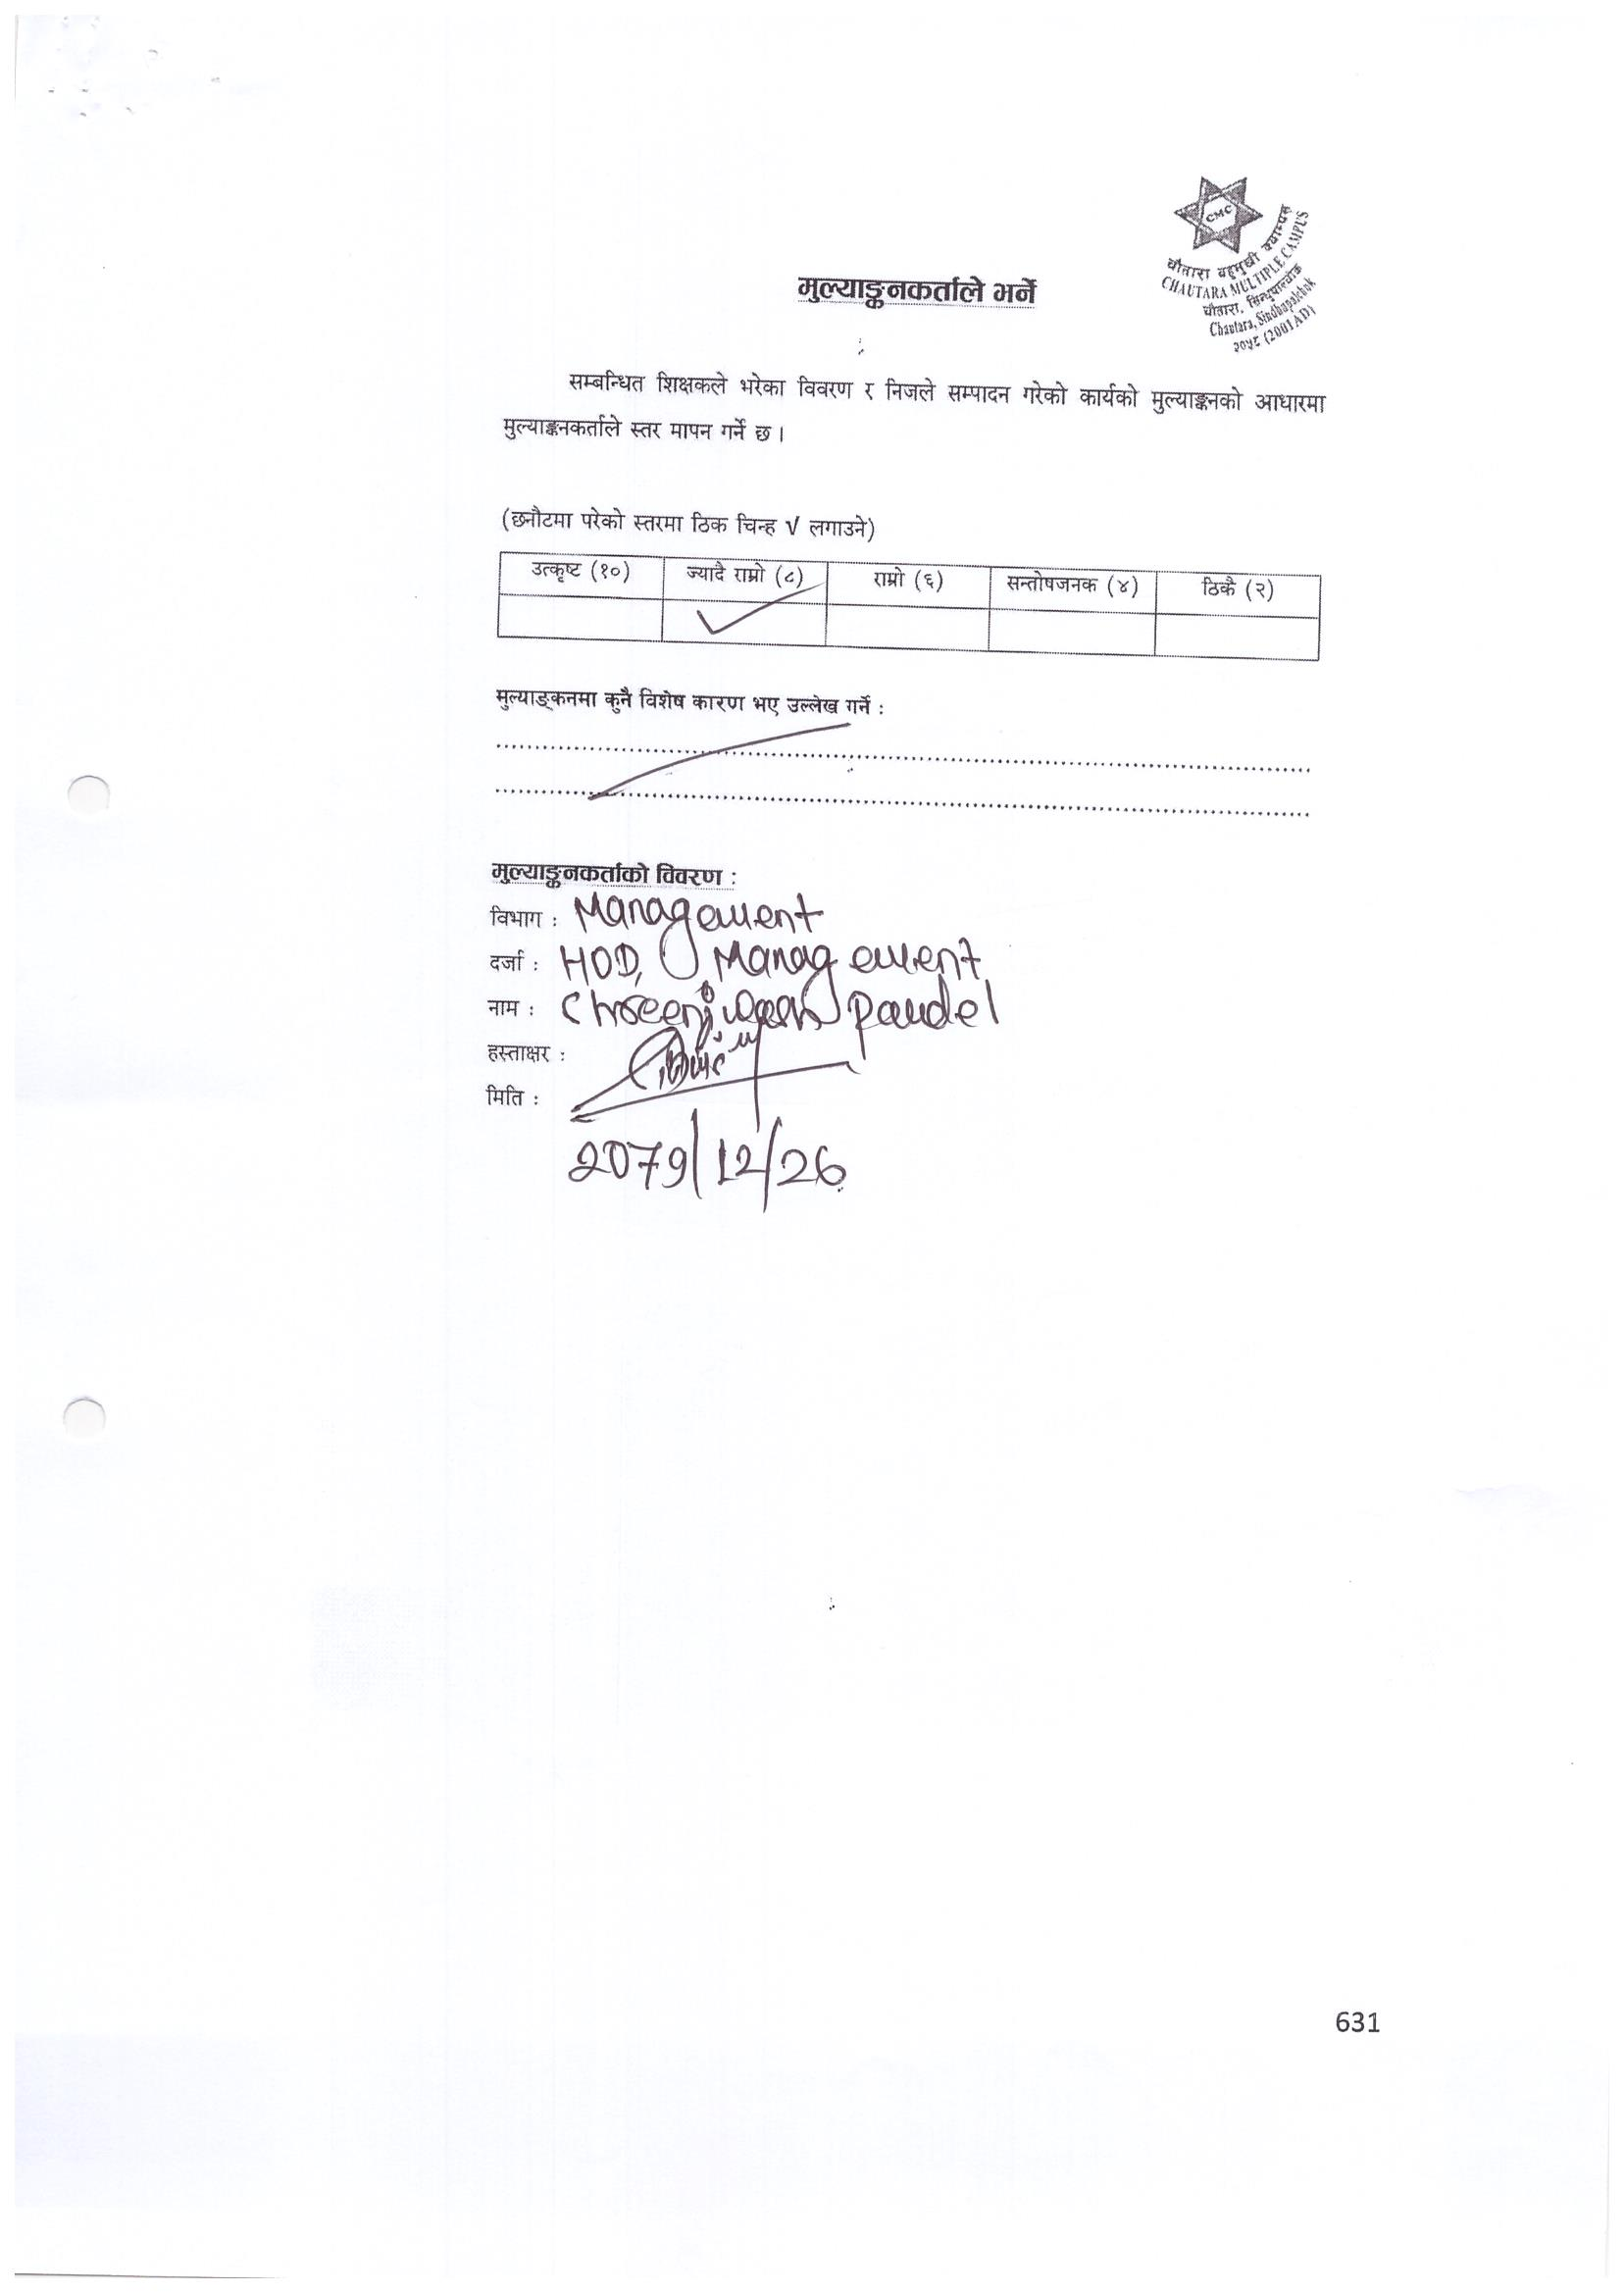 CMC
चौतारा बहुमुखी क्याम्पस
CHAUTARA MULTIPLE CAMPUS
चौतारा, सिन्धुपाल्चोक
Chautara, Sindhupalchok
२०५८ (2001AD)
मुल्याङ्कनकर्ताले भर्ने
सम्बन्धित शिक्षकले भरेका विवरण र निजले सम्पादन गरेको कार्यको मुल्याङ्कनको आधारमा
मुल्याङ्कनकर्ताले स्तर मापन गर्ने छ ।
(छनौटमा परेको स्तरमा ठिक चिन्ह √ लगाउने)
उत्कृष्ट (१०) ज्यादै राम्रो (८) राम्रो (६) सन्तोषजनक (४) ठिकै (२)
✓
मुल्याङ्कनमा कुनै विशेष कारण भए उल्लेख गर्ने :
मुल्याङ्कनकर्ताको विवरण :
विभाग : Management
दर्जा : HOD, Management
नाम : Paudel
हस्ताक्षर :
मिति :
2079/12/26
631